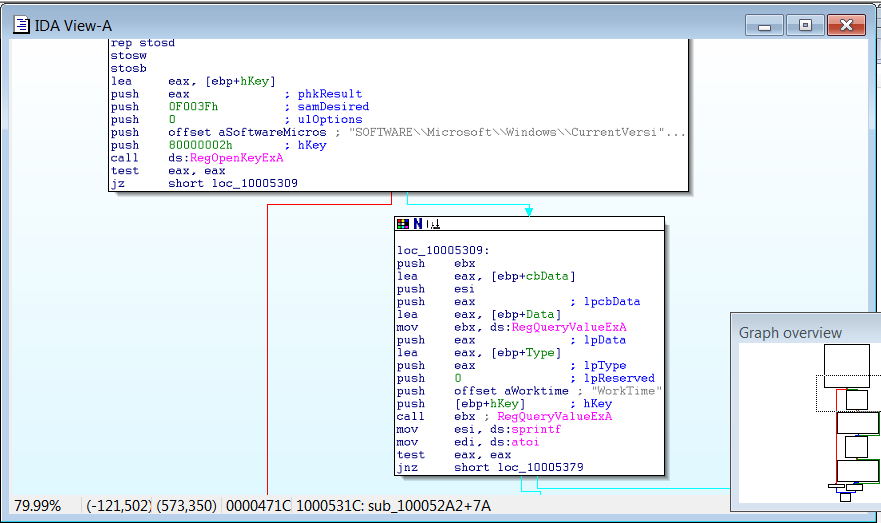 IDA View-A
rep stosd
stosw
stosb
lea eax, [ebp+hKey]
push eax ; phkResult
push 0F003Fh ; samDesired
push 0 ; ulOptions
push offset aSoftwareMicros ; "SOFTWARE\\Microsoft\\Windows\\CurrentVersi"...
push 80000002h ; hKey
call ds:RegOpenKeyExA
test eax, eax
jz short loc_10005309
loc_10005309:
push ebx
lea eax, [ebp+cbData]
push esi
push eax ; lpcbData
lea eax, [ebp+Data]
mov ebx, ds:RegQueryValueExA
push eax ; lpData
lea eax, [ebp+Type]
push eax ; lpType
push 0 ; lpReserved
push offset aWorktime ; "WorkTime"
push [ebp+hKey] ; hKey
call ebx ; RegQueryValueExA
mov esi, ds:sprintf
mov edi, ds:atoi
test eax, eax
jnz short loc_10005379
Graph overview
79.99% (-121,502) (573,350) 0000471C 1000531C: sub_100052A2+7A